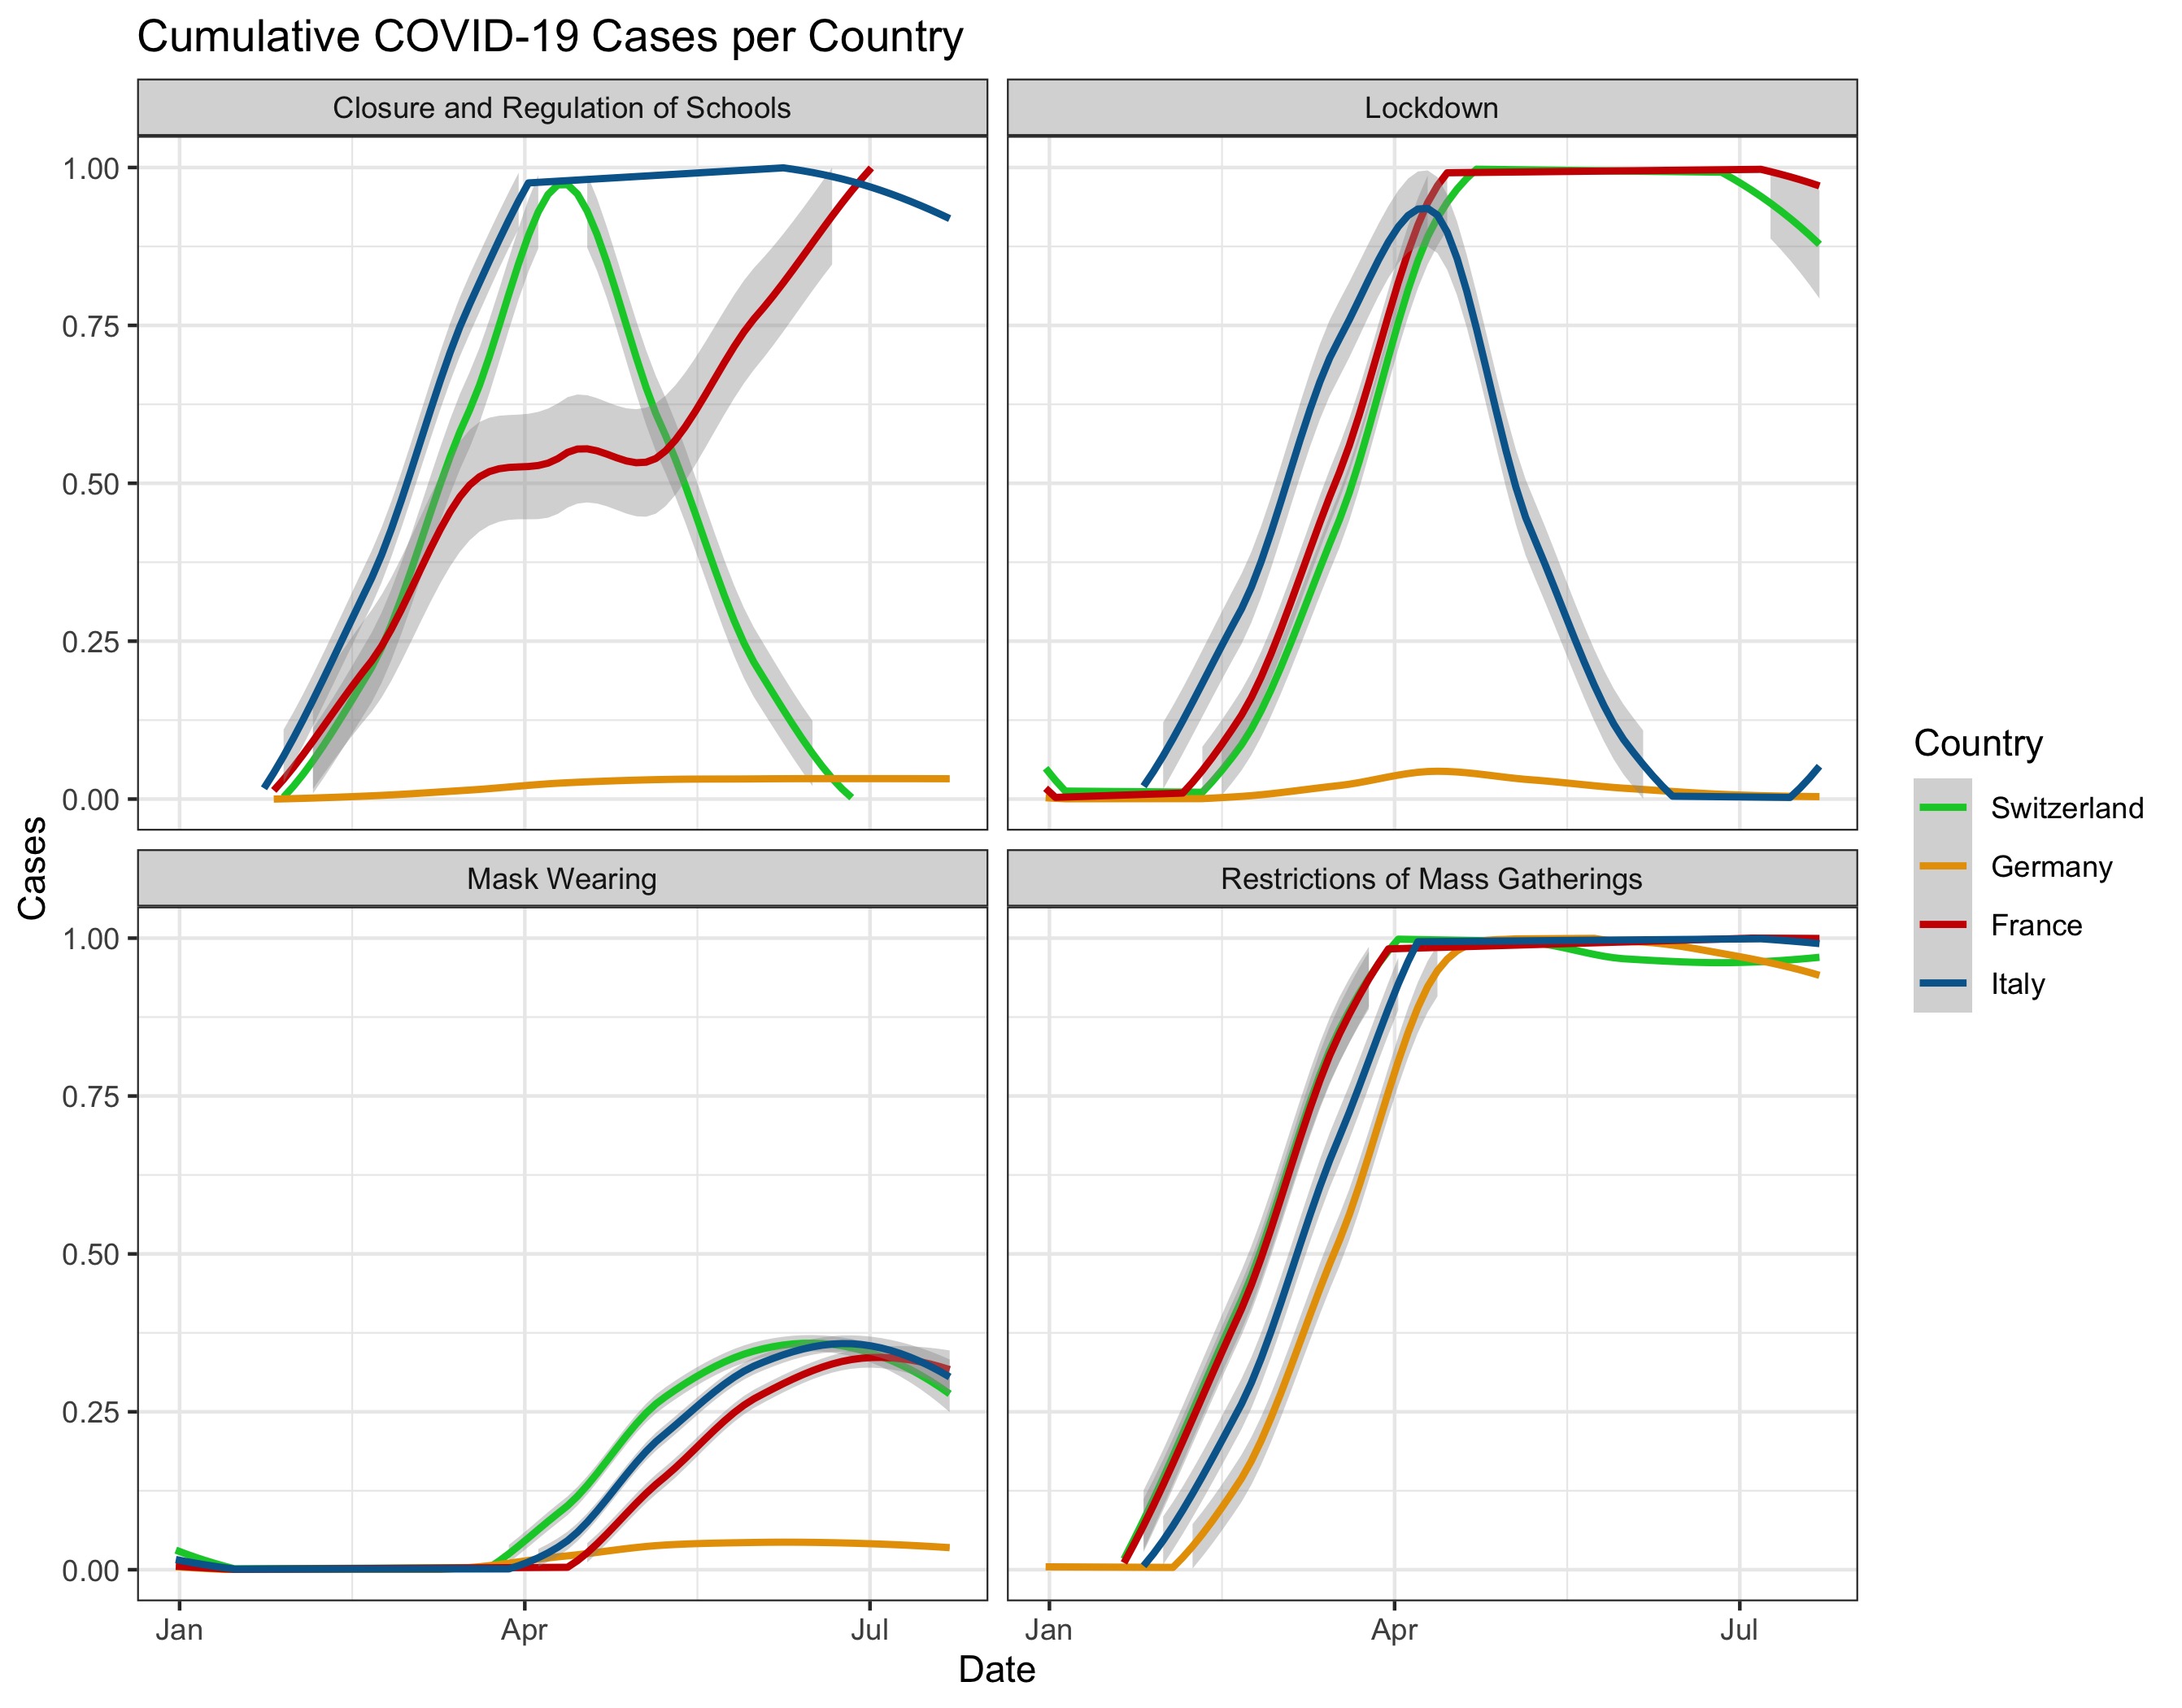 Cumulative COVID-19 Cases per Country
Closure and Regulation of Schools
Lockdown
1.00
0.75
0.50
0.25
0.00
Mask Wearing
Restrictions of Mass Gatherings
1.00
0.75
0.50
0.25
0.00
Jan
Apr
Jul
Jan
Apr
Jul
Date
Cases
Country
Switzerland
Germany
France
Italy